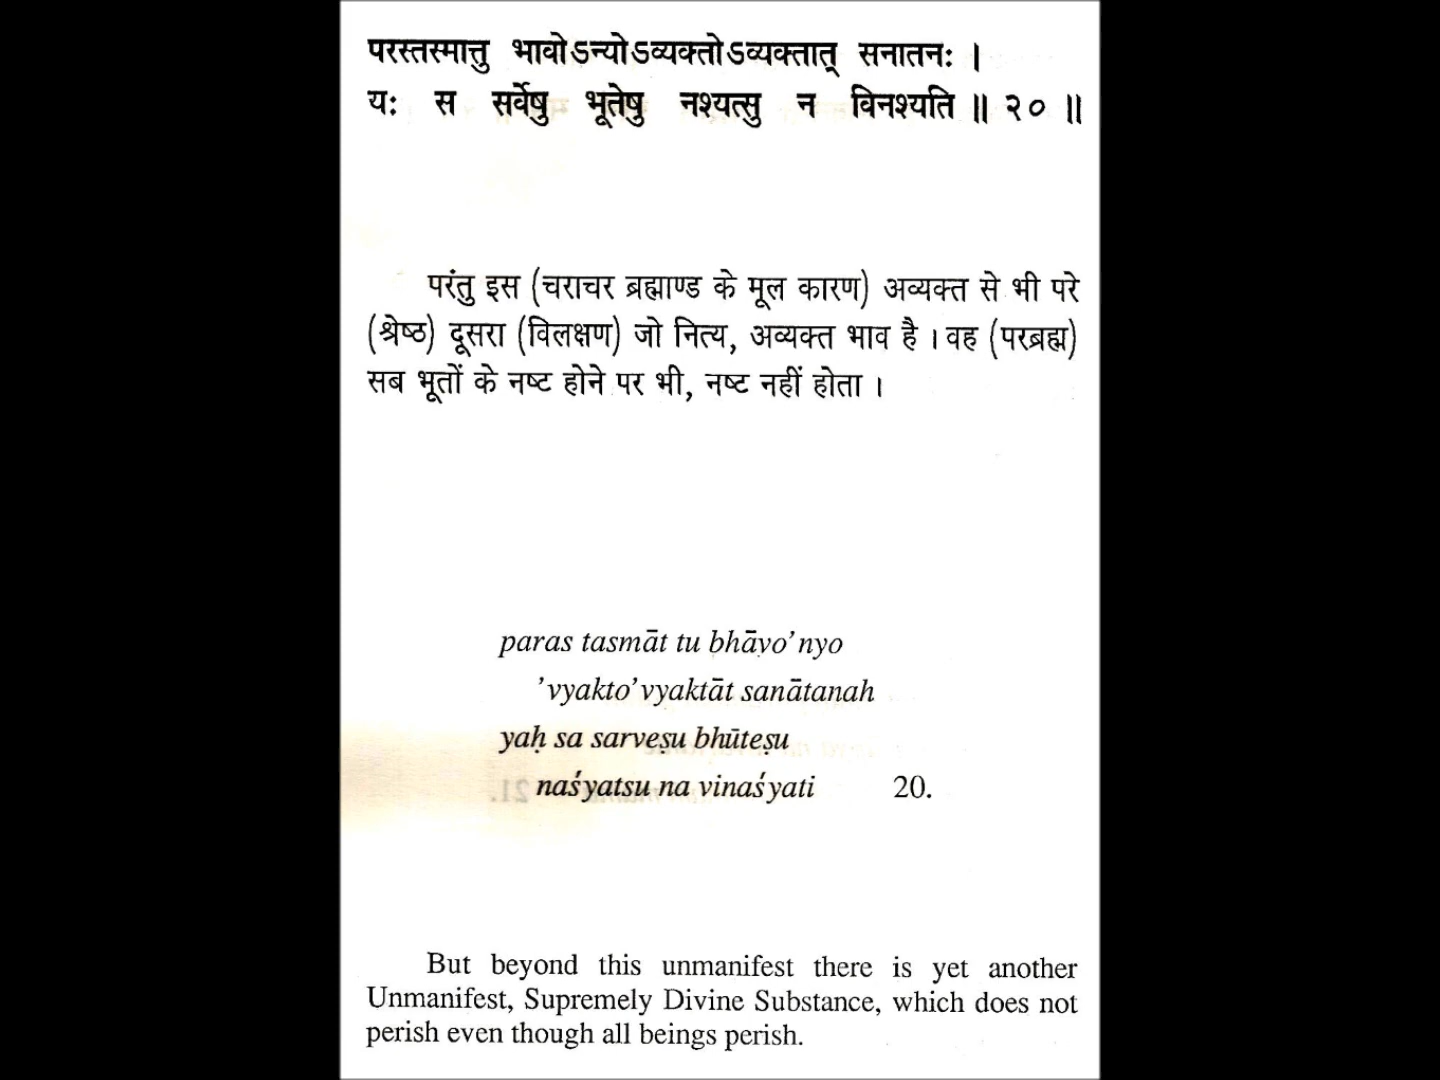 परस्तस्मात्तु भावोऽन्योऽव्यक्तोऽव्यक्तात् सनातनः ।
यः स सर्वेषु भूतेषु नश्यत्सु न विनश्यति ॥ २० ॥
परंतु इस (चराचर ब्रह्माण्ड के मूल कारण) अव्यक्त से भी परे
(श्रेष्ठ) दूसरा (विलक्षण) जो नित्य, अव्यक्त भाव है । वह (परब्रह्म)
सब भूतों के नष्ट होने पर भी, नष्ट नहीं होता ।
paras tasmāt tu bhāvo’nyo
’vyakto’vyaktāt sanātanah
yaḥ sa sarveṣu bhūteṣu
naśyatsu na vinaśyati 20.
But beyond this unmanifest there is yet another
Unmanifest, Supremely Divine Substance, which does not
perish even though all beings perish.